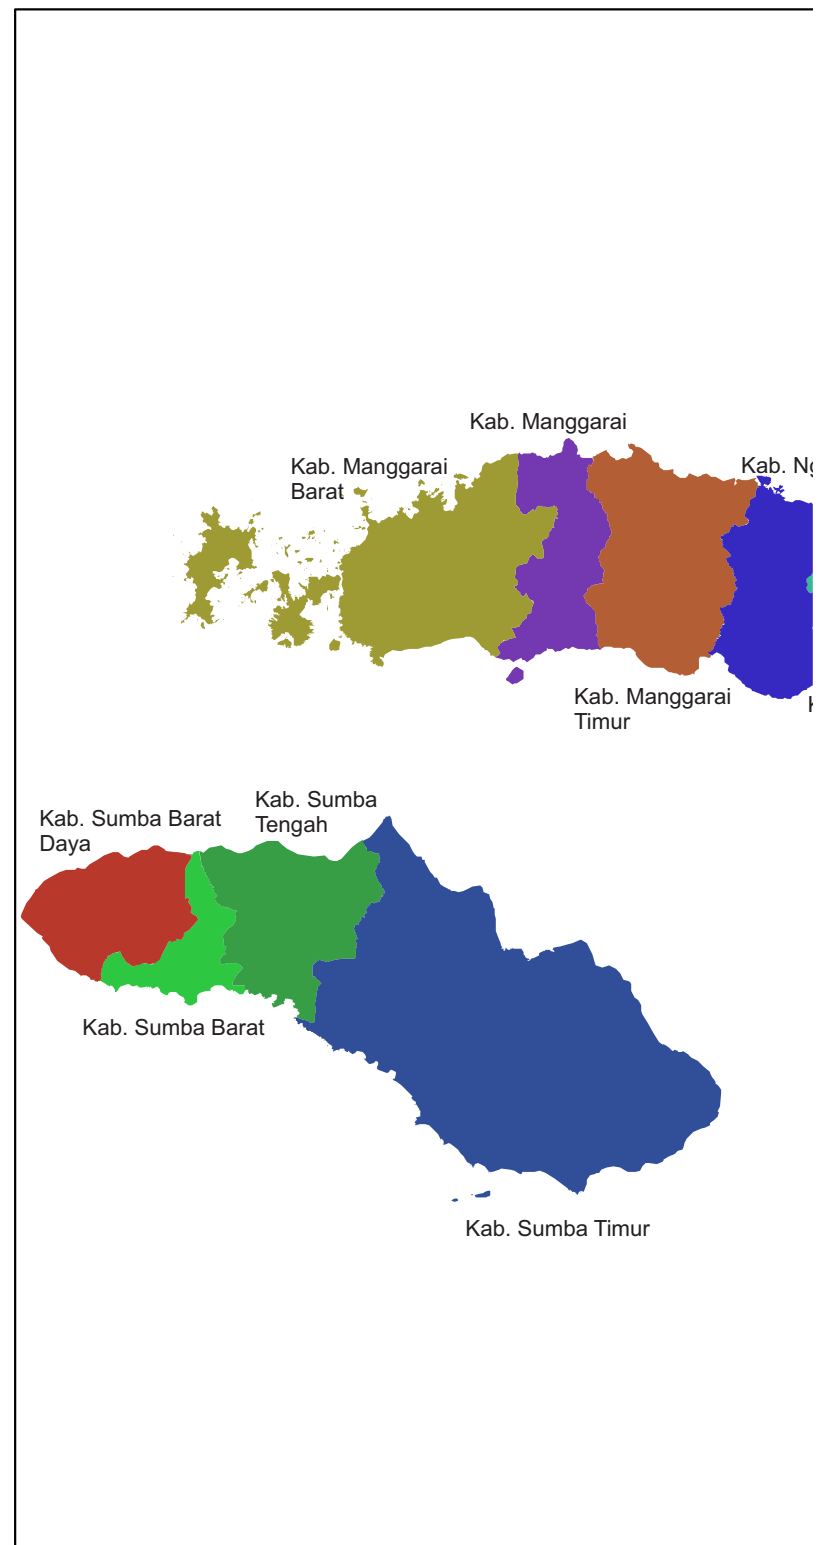 Kab. Manggarai
Kab. Manggarai
Barat
Kab.
Kab. Manggarai
Timur
Kab. Sumba
Tengah
Kab. Sumba Barat
Daya
Kab. Sumba Barat
Kab. Sumba Timur